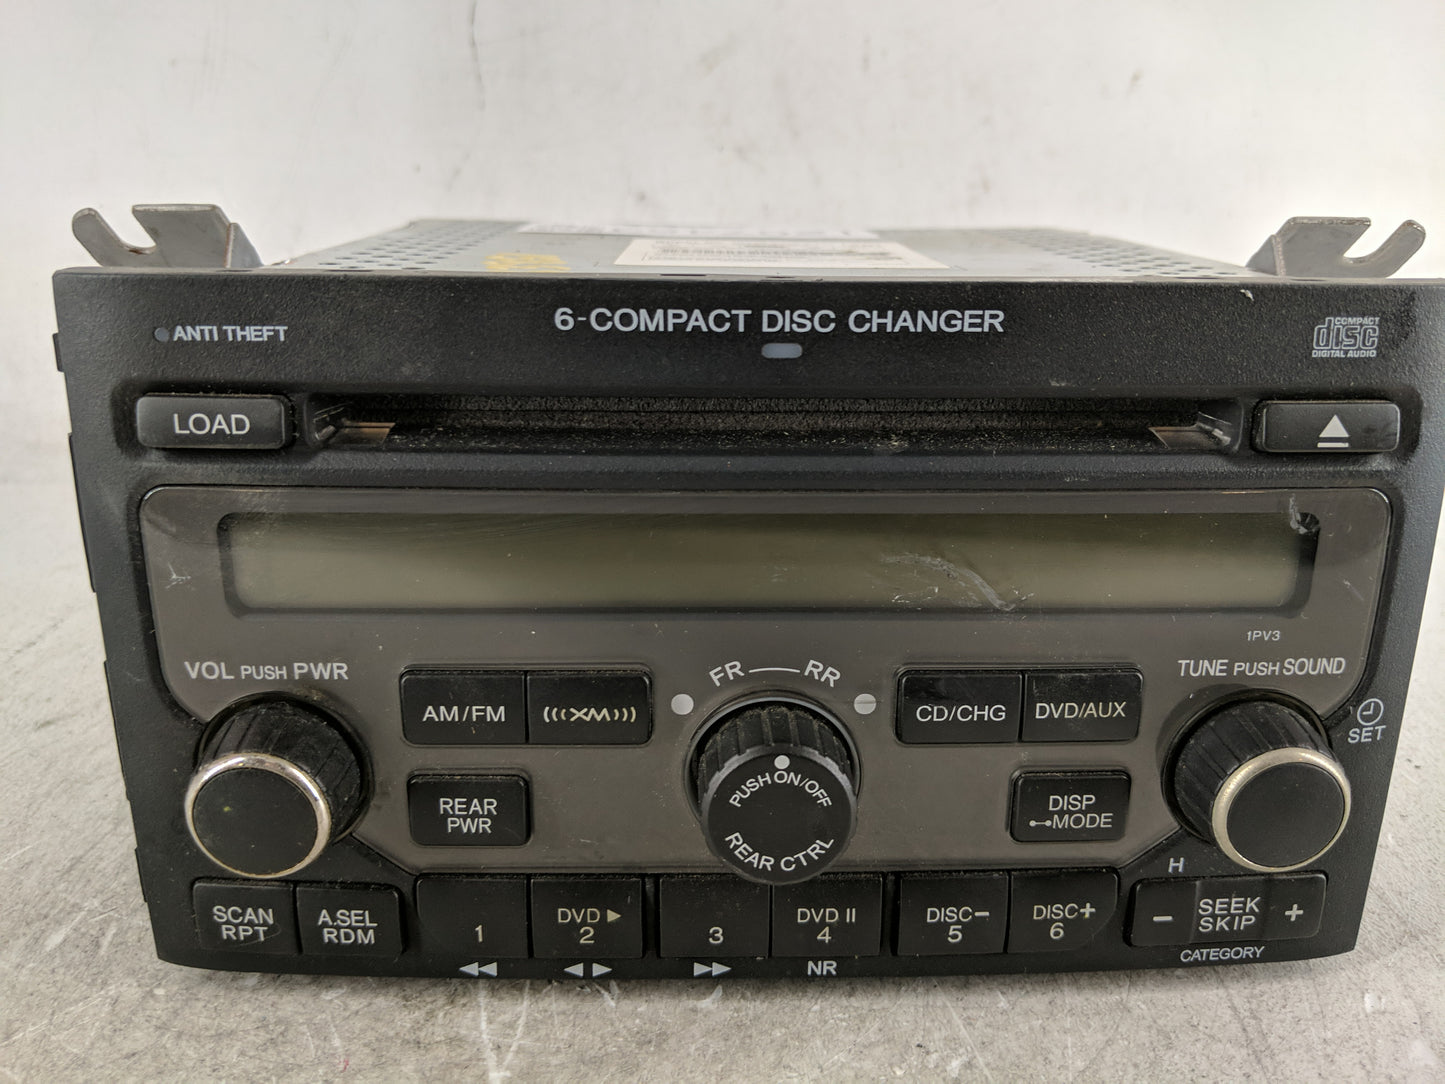 ANTI THEFT
6-COMPACT DISC CHANGER
COMPACT
disc
DIGITAL AUDIO
LOAD
1PV3
VOL PUSH PWR
FR RR
TUNE PUSH SOUND
AM/FM
(((XM)))
CD/CHG
DVD/AUX
SET
REAR
PWR
PUSH ON/OFF
REAR CTRL
DISP
MODE
H
SCAN
RPT
A.SEL
RDM
1
DVD ▶
2
3
DVD II
4
DISC-
5
DISC+
6
- SEEK +
SKIP
◀◀
◀ ▶
▶▶
NR
CATEGORY